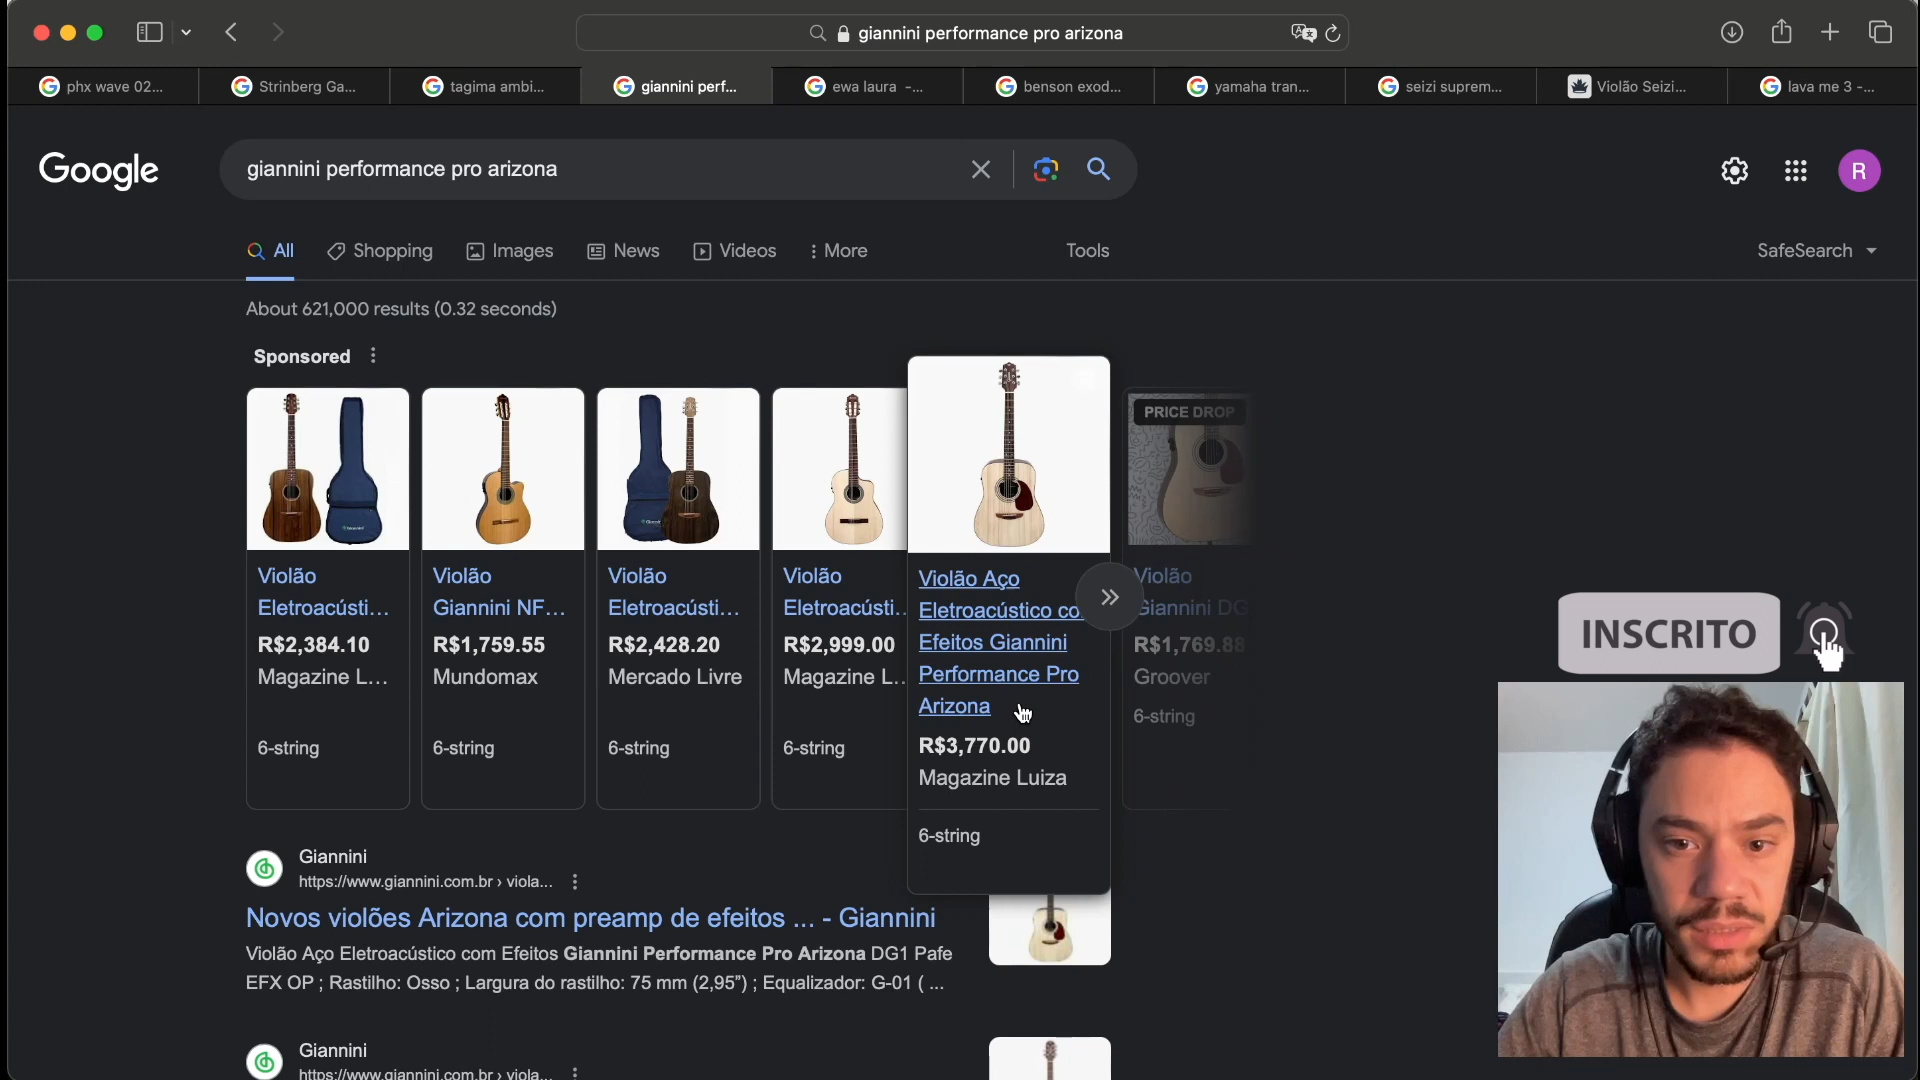 giannini performance pro arizona
phx wave 02...
Strinberg Ga...
tagima ambi...
giannini perf...
ewa laura -...
benson exod...
yamaha tran...
seizi suprem...
Violão Seizi...
lava me 3 -...
Google
giannini performance pro arizona
R
All
Shopping
Images
News
Videos
More
Tools
SafeSearch
About 621,000 results (0.32 seconds)
Sponsored
Violão
Eletroacústi...
R$2,384.10
Magazine L...
6-string
Violão
Giannini NF...
R$1,759.55
Mundomax
6-string
Violão
Eletroacústi...
R$2,428.20
Mercado Livre
6-string
Violão
Eletroacústi...
R$2,999.00
Magazine L...
6-string
Violão Aço
Eletroacústico co
Efeitos Giannini
Performance Pro
Arizona
R$3,770.00
Magazine Luiza
6-string
PRICE DROP
Violão
Giannini DG
R$1,769.88
Groover
6-string
INSCRITO
Giannini
https://www.giannini.com.br › viola...
Novos violões Arizona com preamp de efeitos ... - Giannini
Violão Aço Eletroacústico com Efeitos Giannini Performance Pro Arizona DG1 Pafe
EFX OP ; Rastilho: Osso ; Largura do rastilho: 75 mm (2,95") ; Equalizador: G-01 ( ...
Giannini
https://www.giannini.com.br › viola...